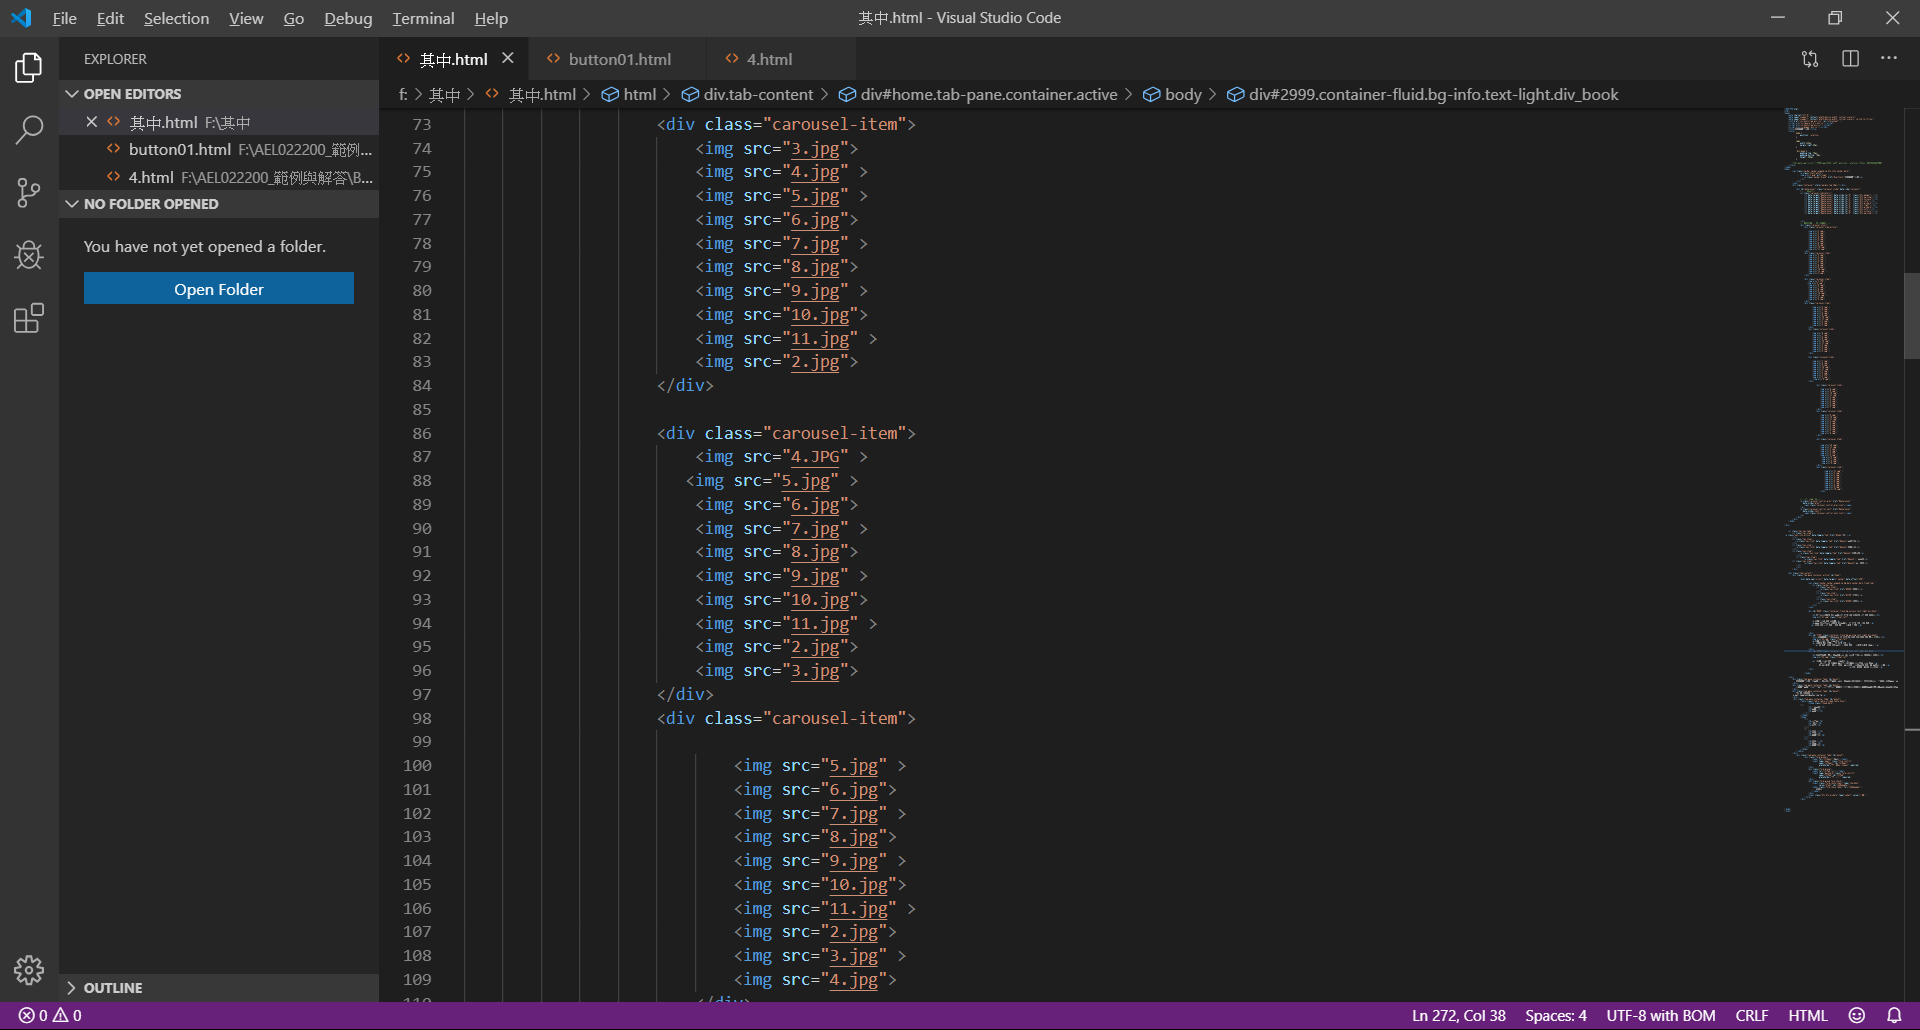 File Edit Selection View Go Debug Terminal Help
其中.html - Visual Studio Code
EXPLORER
OPEN EDITORS
其中.html F:\其中
button01.html F:\AEL022200_範例...
4.html F:\AEL022200_範例與解答\B...
NO FOLDER OPENED
You have not yet opened a folder.
Open Folder
OUTLINE
其中.html
button01.html
4.html
f: > 其中 > 其中.html > html > div.tab-content > div#home.tab-pane.container.active > body > div#2999.container-fluid.bg-info.text-light.div_book
73 <div class="carousel-item">
74 <img src="3.jpg">
75 <img src="4.jpg" >
76 <img src="5.jpg" >
77 <img src="6.jpg">
78 <img src="7.jpg" >
79 <img src="8.jpg">
80 <img src="9.jpg" >
81 <img src="10.jpg">
82 <img src="11.jpg" >
83 <img src="2.jpg">
84 </div>
85
86 <div class="carousel-item">
87 <img src="4.JPG" >
88 <img src="5.jpg" >
89 <img src="6.jpg">
90 <img src="7.jpg" >
91 <img src="8.jpg">
92 <img src="9.jpg" >
93 <img src="10.jpg">
94 <img src="11.jpg" >
95 <img src="2.jpg">
96 <img src="3.jpg">
97 </div>
98 <div class="carousel-item">
99
100 <img src="5.jpg" >
101 <img src="6.jpg">
102 <img src="7.jpg" >
103 <img src="8.jpg">
104 <img src="9.jpg" >
105 <img src="10.jpg">
106 <img src="11.jpg" >
107 <img src="2.jpg">
108 <img src="3.jpg" >
109 <img src="4.jpg">
110 </div>
0 0
Ln 272, Col 38 Spaces: 4 UTF-8 with BOM CRLF HTML